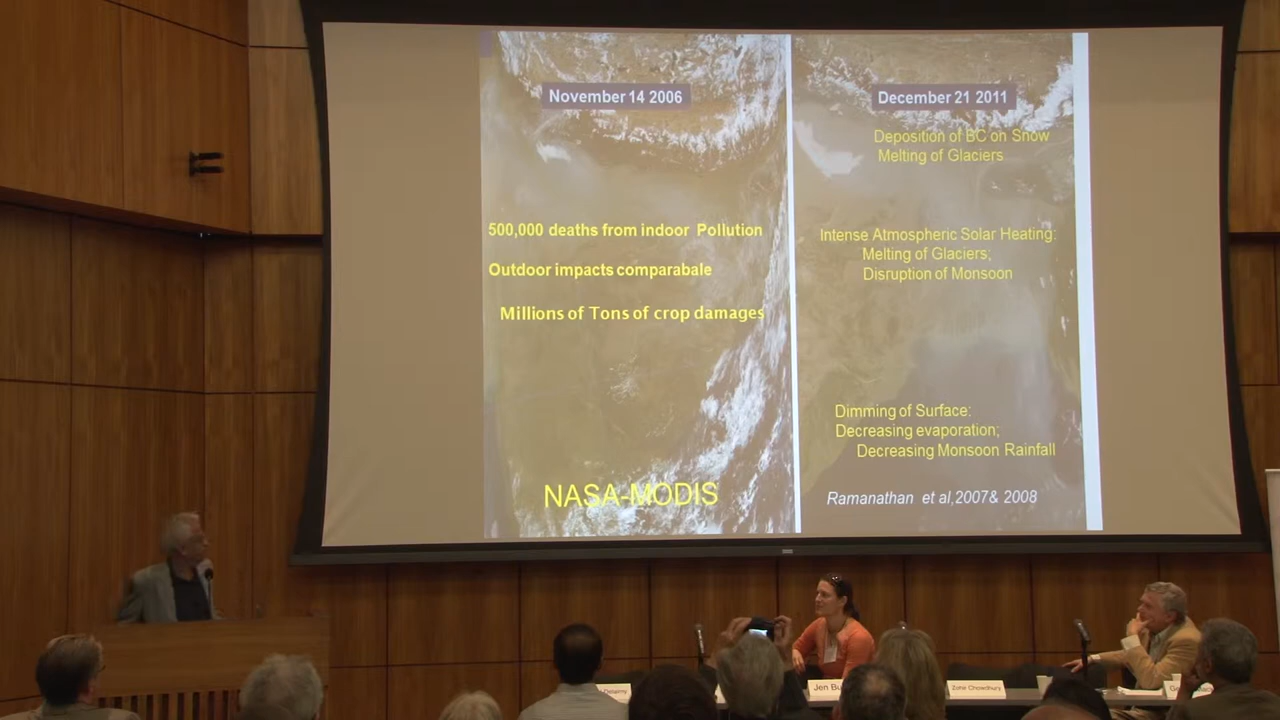 November 14 2006
500,000 deaths from indoor Pollution
Outdoor impacts comparabale
Millions of Tons of crop damages
NASA-MODIS
December 21 2011
Deposition of BC on Snow
Melting of Glaciers
Intense Atmospheric Solar Heating:
Melting of Glaciers;
Disruption of Monsoon
Dimming of Surface:
Decreasing evaporation;
Decreasing Monsoon Rainfall
Ramanathan et al,2007& 2008
Jen
Zohir Chowdhury